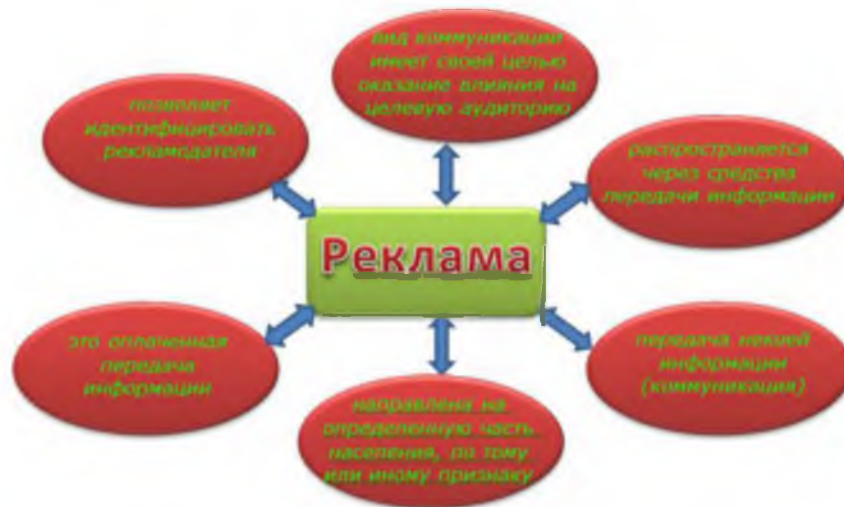 вид коммуникации
имеет своей целью
оказание влияния на
целевую аудиторию
позволяет
идентифицировать
рекламодателя
распространяется
через средства
передачи информации
Реклама
это оплаченная
передача
информации
передача некией
информации
(коммуникация)
направлена на
определенную часть
населения, по тому
или иному признаку